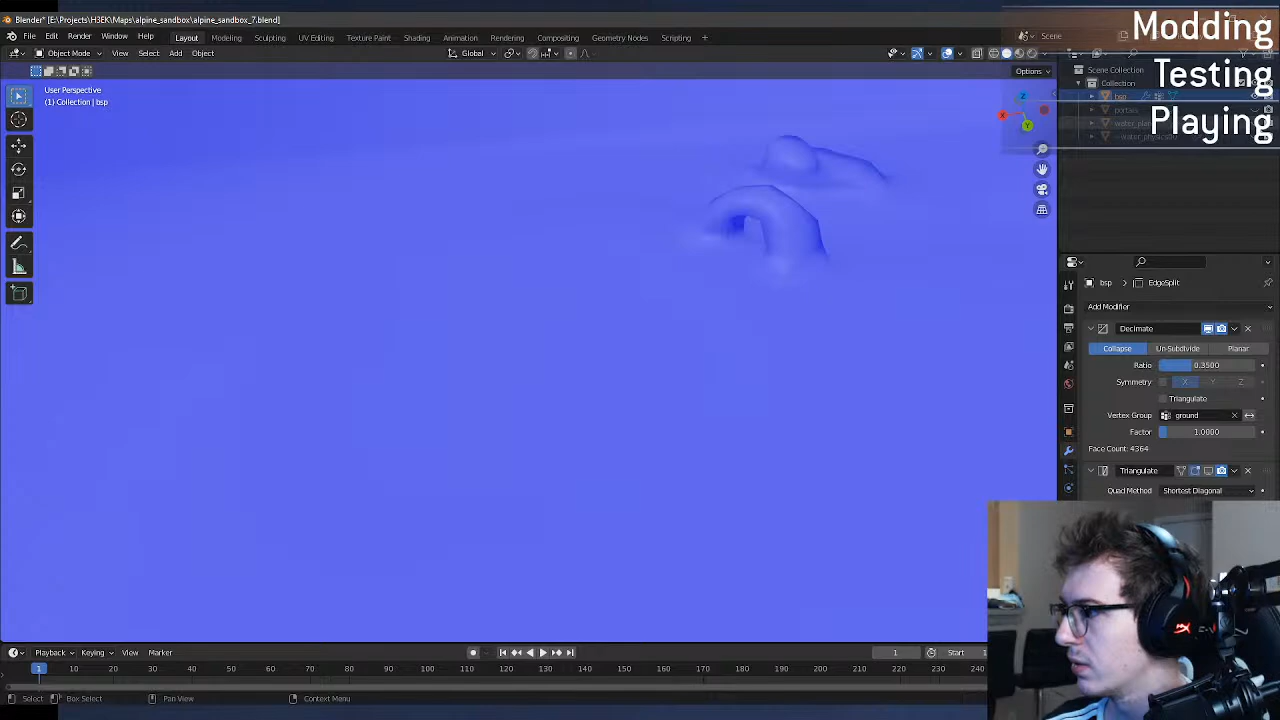 Blender* [E:\Projects\H3EK\Maps\alpine_sandbox\alpine_sandbox_7.blend]
File Edit Render Window Help Layout Modeling Sculpting UV Editing Texture Paint Shading Animation Rendering Compositing Geometry Nodes Scripting + Scene
Object Mode View Select Add Object Global
Options
User Perspective
(1) Collection | bsp
X
Y
Z
Modding
Testing
Playing
Scene Collection
Collection
bsp
portals
bsp > EdgeSplit
Add Modifier
Decimate
Collapse Un-Subdivide Planar
Ratio 0.3500
Symmetry X Y Z
Triangulate
Vertex Group ground
Factor 1.0000
Face Count: 4364
Triangulate
Quad Method Shortest Diagonal
Playback Keying View Marker 1 Start
1 10 20 30 40 50 60 70 80 90 100 110 120 130 140 150 160 170 180 190 200 210 220 230 240
Select Box Select Pan View Context Menu